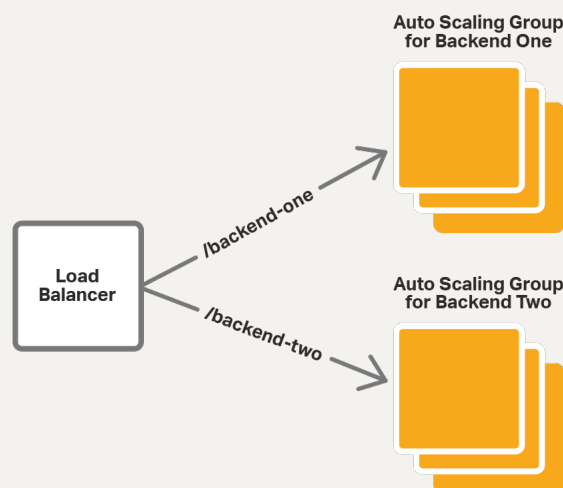 Auto Scaling Group
for Backend One
/backend-one
Load
Balancer
/backend-two
Auto Scaling Group
for Backend Two